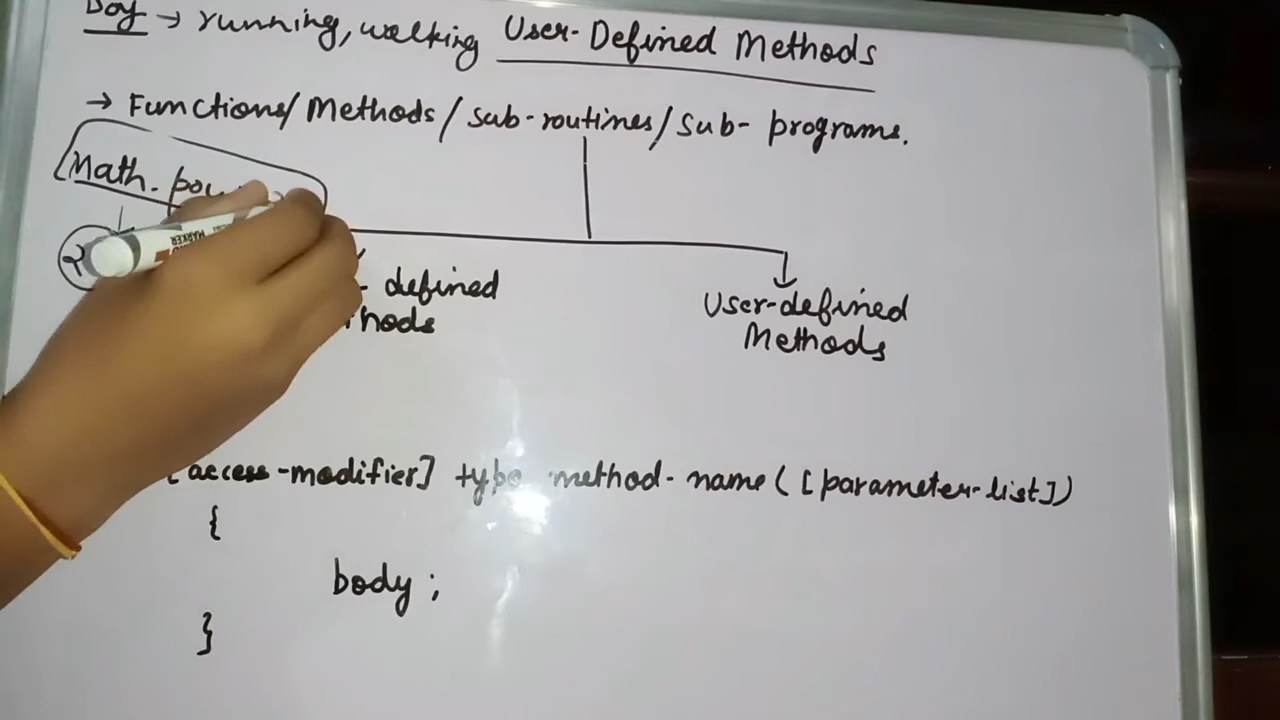 → running, walking User-Defined Methods
→ Functions/Methods/sub-routines/sub-programs.
Math.
2
defined
User-defined
Methods
[access-modifier] type method-name([parameter-list])
{
body;
}